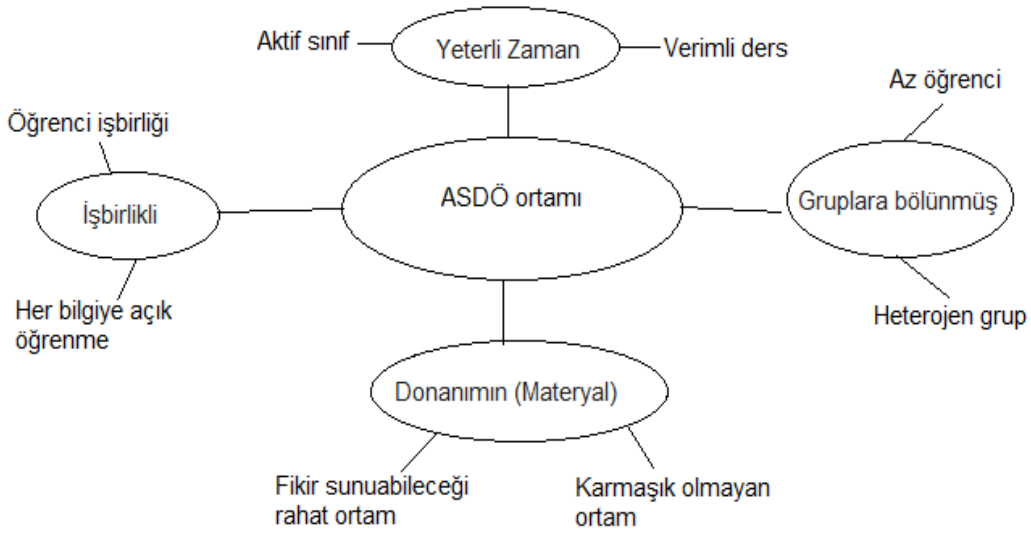 Aktif sınıf
Yeterli Zaman
Verimli ders
Az öğrenci
Öğrenci işbirliği
İşbirlikli
ASDÖ ortamı
Gruplara bölünmüş
Her bilgiye açık
öğrenme
Heterojen grup
Donanımın (Materyal)
Fikir sunuabileceği
rahat ortam
Karmaşık olmayan
ortam